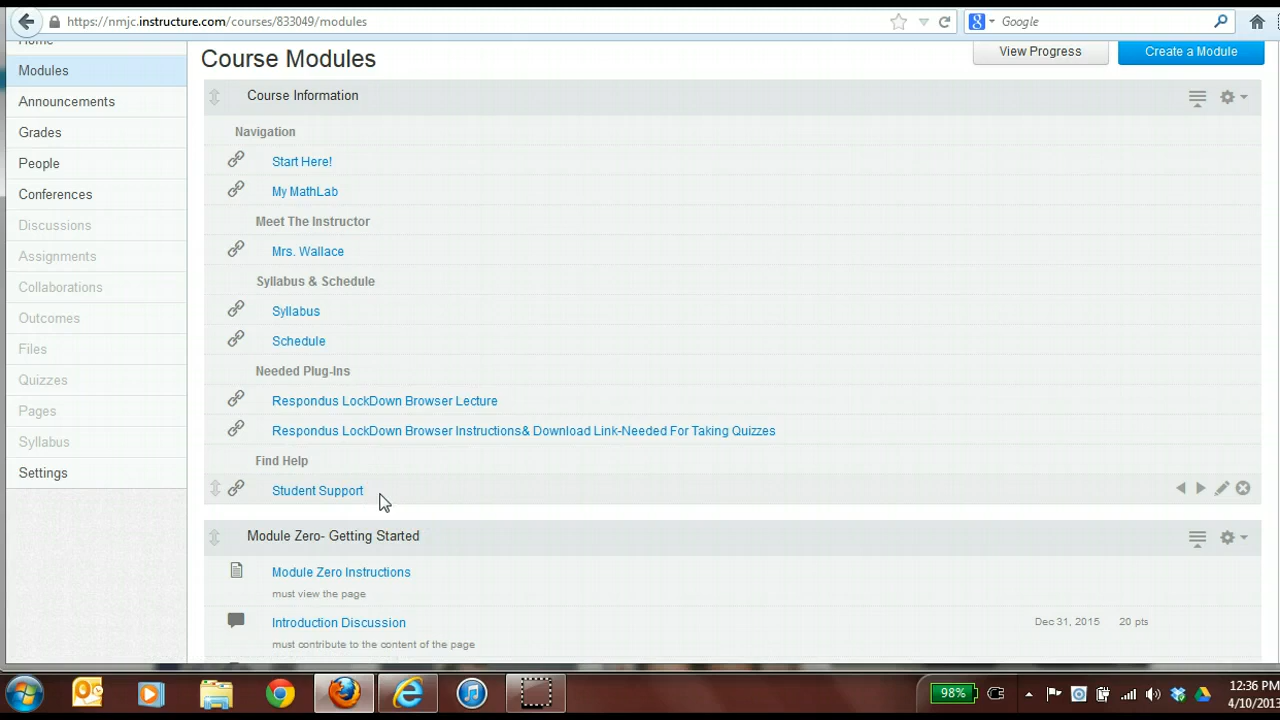 https://nmjc.instructure.com/courses/833049/modules
Google
Home
Modules
Announcements
Grades
People
Conferences
Discussions
Assignments
Collaborations
Outcomes
Files
Quizzes
Pages
Syllabus
Settings
Course Modules
View Progress
Create a Module
Course Information
Navigation
Start Here!
My MathLab
Meet The Instructor
Mrs. Wallace
Syllabus & Schedule
Syllabus
Schedule
Needed Plug-Ins
Respondus LockDown Browser Lecture
Respondus LockDown Browser Instructions& Download Link-Needed For Taking Quizzes
Find Help
Student Support
Module Zero- Getting Started
Module Zero Instructions
must view the page
Introduction Discussion
Dec 31, 2015 20 pts
must contribute to the content of the page
98%
12:36 PM
4/10/2013